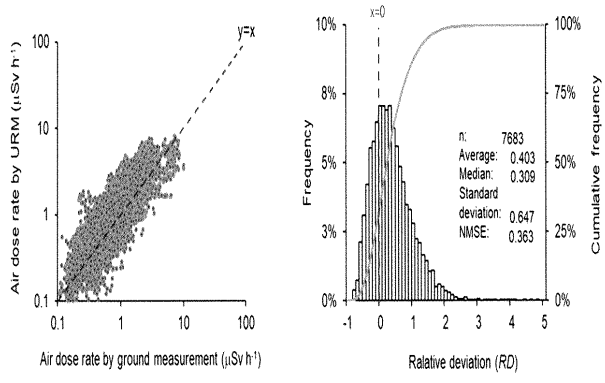 Air dose rate by URM (μSv h⁻¹)
100
10
1
0.1
y=x
0.1 1 10 100
Air dose rate by ground measurement (μSv h⁻¹)
x=0
Frequency
10%
8%
5%
3%
0%
n: 7683
Average: 0.403
Median: 0.309
Standard
deviation: 0.647
NMSE: 0.363
100%
75%
50%
25%
0%
Cumulative frequency
-1 0 1 2 3 4 5
Ralative deviation (RD)